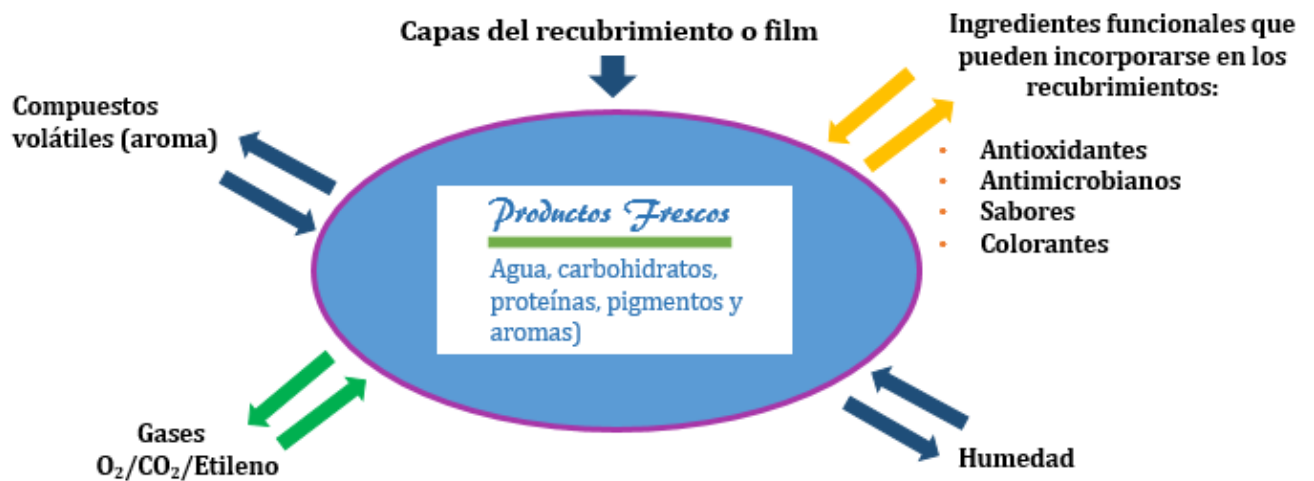 Capas del recubrimiento o film
Ingredientes funcionales que
pueden incorporarse en los
recubrimientos:
• Antioxidantes
• Antimicrobianos
• Sabores
• Colorantes
Compuestos
volátiles (aroma)
Productos Frescos
Agua, carbohidratos,
proteínas, pigmentos y
aromas)
Gases
O₂/CO₂/Etileno
Humedad